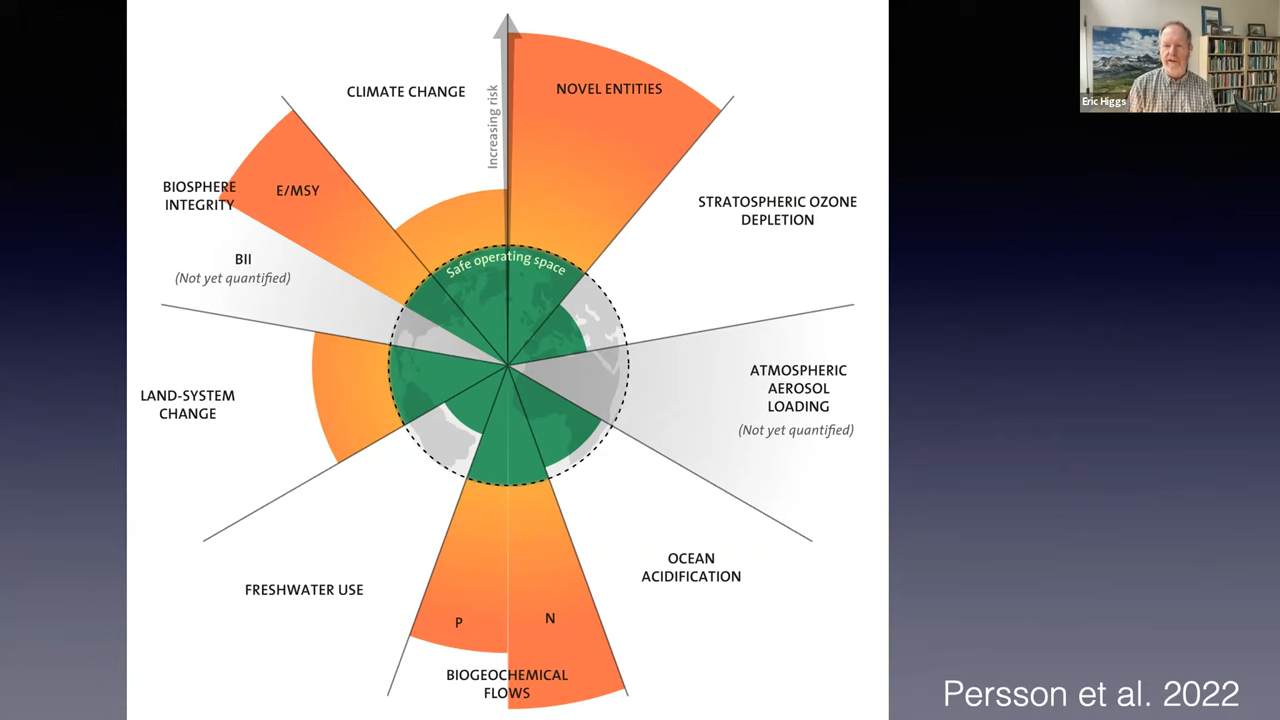 CLIMATE CHANGE
Increasing risk
NOVEL ENTITIES
Eric Higgs
BIOSPHERE
INTEGRITY
E/MSY
STRATOSPHERIC OZONE
DEPLETION
BII
(Not yet quantified)
Safe operating space
ATMOSPHERIC
AEROSOL
LOADING
(Not yet quantified)
LAND-SYSTEM
CHANGE
OCEAN
ACIDIFICATION
FRESHWATER USE
P
N
BIOGEOCHEMICAL
FLOWS
Persson et al. 2022